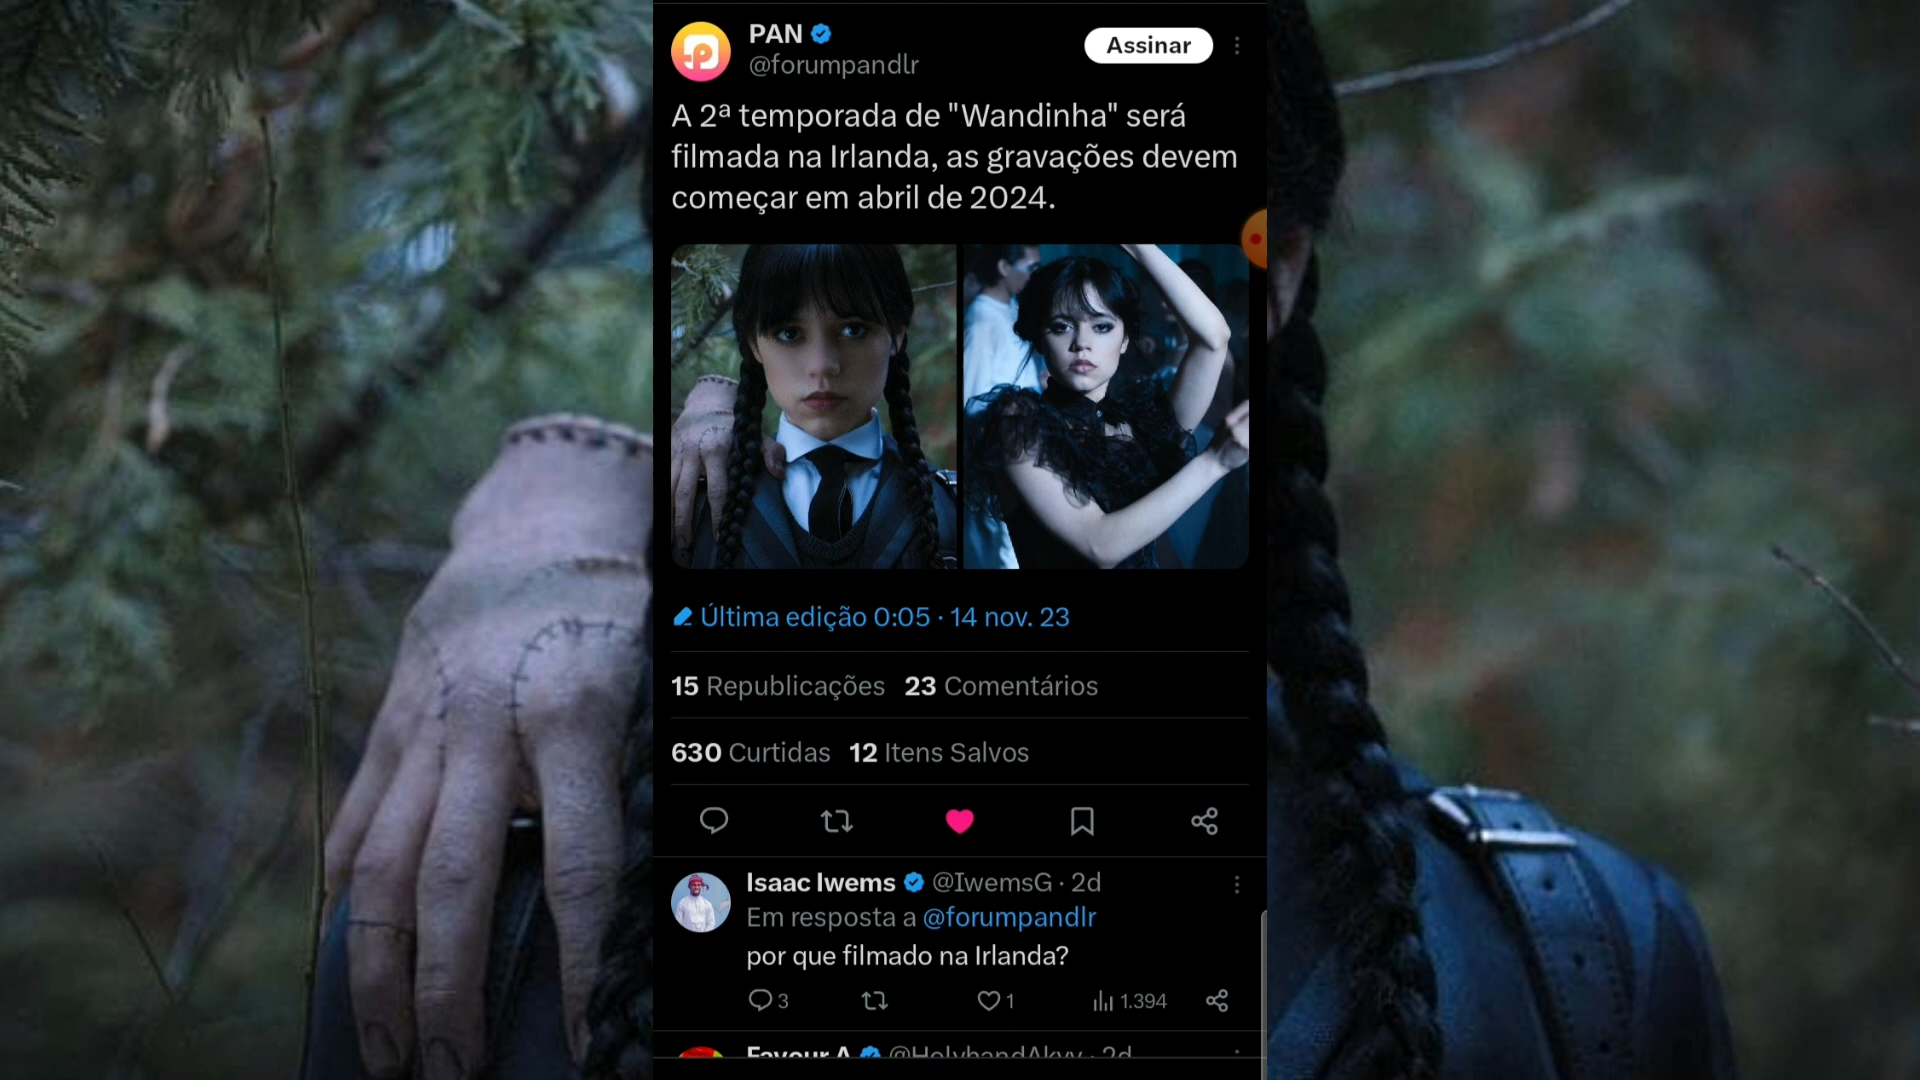 PAN
@forumpandlr
Assinar
A 2ª temporada de "Wandinha" será
filmada na Irlanda, as gravações devem
começar em abril de 2024.
Última edição 0:05 · 14 nov. 23
15 Republicações 23 Comentários
630 Curtidas 12 Itens Salvos
Isaac Iwems @IwemsG · 2d
Em resposta a @forumpandlr
por que filmado na Irlanda?
3 1 1.394
Favour A · 2d